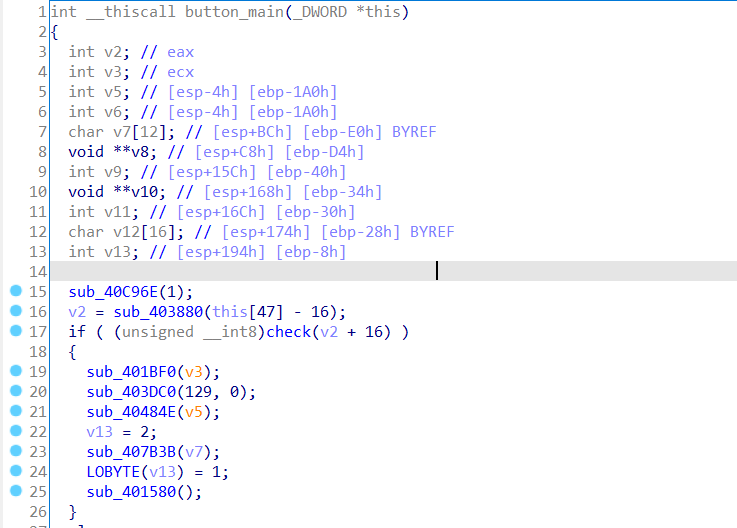 1 int __thiscall button_main(_DWORD *this)
2 {
3 int v2; // eax
4 int v3; // ecx
5 int v5; // [esp-4h] [ebp-1A0h]
6 int v6; // [esp-4h] [ebp-1A0h]
7 char v7[12]; // [esp+BCh] [ebp-E0h] BYREF
8 void **v8; // [esp+C8h] [ebp-D4h]
9 int v9; // [esp+15Ch] [ebp-40h]
10 void **v10; // [esp+168h] [ebp-34h]
11 int v11; // [esp+16Ch] [ebp-30h]
12 char v12[16]; // [esp+174h] [ebp-28h] BYREF
13 int v13; // [esp+194h] [ebp-8h]
14
15 sub_40C96E(1);
16 v2 = sub_403880(this[47] - 16);
17 if ( (unsigned __int8)check(v2 + 16) )
18 {
19 sub_401BF0(v3);
20 sub_403DC0(129, 0);
21 sub_40484E(v5);
22 v13 = 2;
23 sub_407B3B(v7);
24 LOBYTE(v13) = 1;
25 sub_401580();
26 }